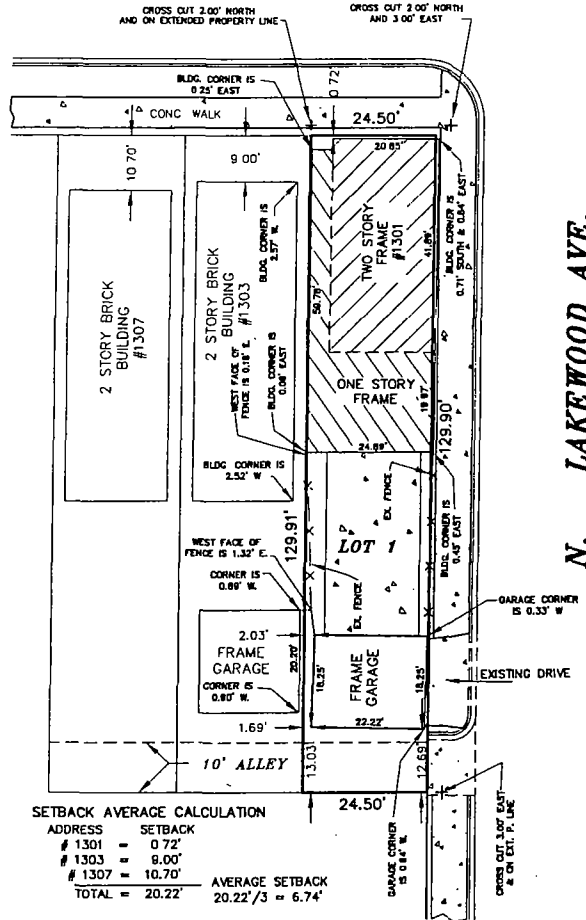 CROSS CUT 2.00' NORTH
AND ON EXTENDED PROPERTY LINE
CROSS CUT 2.00' NORTH
AND 3.00' EAST
BLDG. CORNER IS
0.25' EAST
0.72'
CONC WALK
24.50'
20.65'
10.70'
9.00'
BLDG. CORNER IS
2.57' W.
TWO STORY
FRAME
#1301
41.89'
59.78'
BLDG. CORNER IS
0.71' SOUTH & 0.84' EAST
2 STORY BRICK
BUILDING
#1307
2 STORY BRICK
BUILDING
#1303
WEST FACE OF
FENCE IS 0.18' E.
BLDG. CORNER IS
0.06' EAST
ONE STORY
FRAME
24.69'
129.90'
N. LAKEWOOD AVE.
BLDG CORNER IS
2.52' W
129.91'
EX. FENCE
LOT 1
EX. FENCE
BLDG. CORNER IS
0.45' EAST
WEST FACE OF
FENCE IS 1.32' E.
CORNER IS
0.69' W.
GARAGE CORNER
IS 0.33' W
2.03'
FRAME
GARAGE
20.20'
18.25'
FRAME
GARAGE
18.25'
EXISTING DRIVE
CORNER IS
0.80' W.
22.22'
1.69'
10' ALLEY
13.03'
12.69'
24.50'
GARAGE CORNER
IS 0.84' W.
CROSS CUT 3.00' EAST
& ON EXT. P. LINE
SETBACK AVERAGE CALCULATION
ADDRESS SETBACK
# 1301 = 0 72'
# 1303 = 9.00'
# 1307 = 10.70'
TOTAL = 20.22'
AVERAGE SETBACK
20.22'/3 = 6.74'